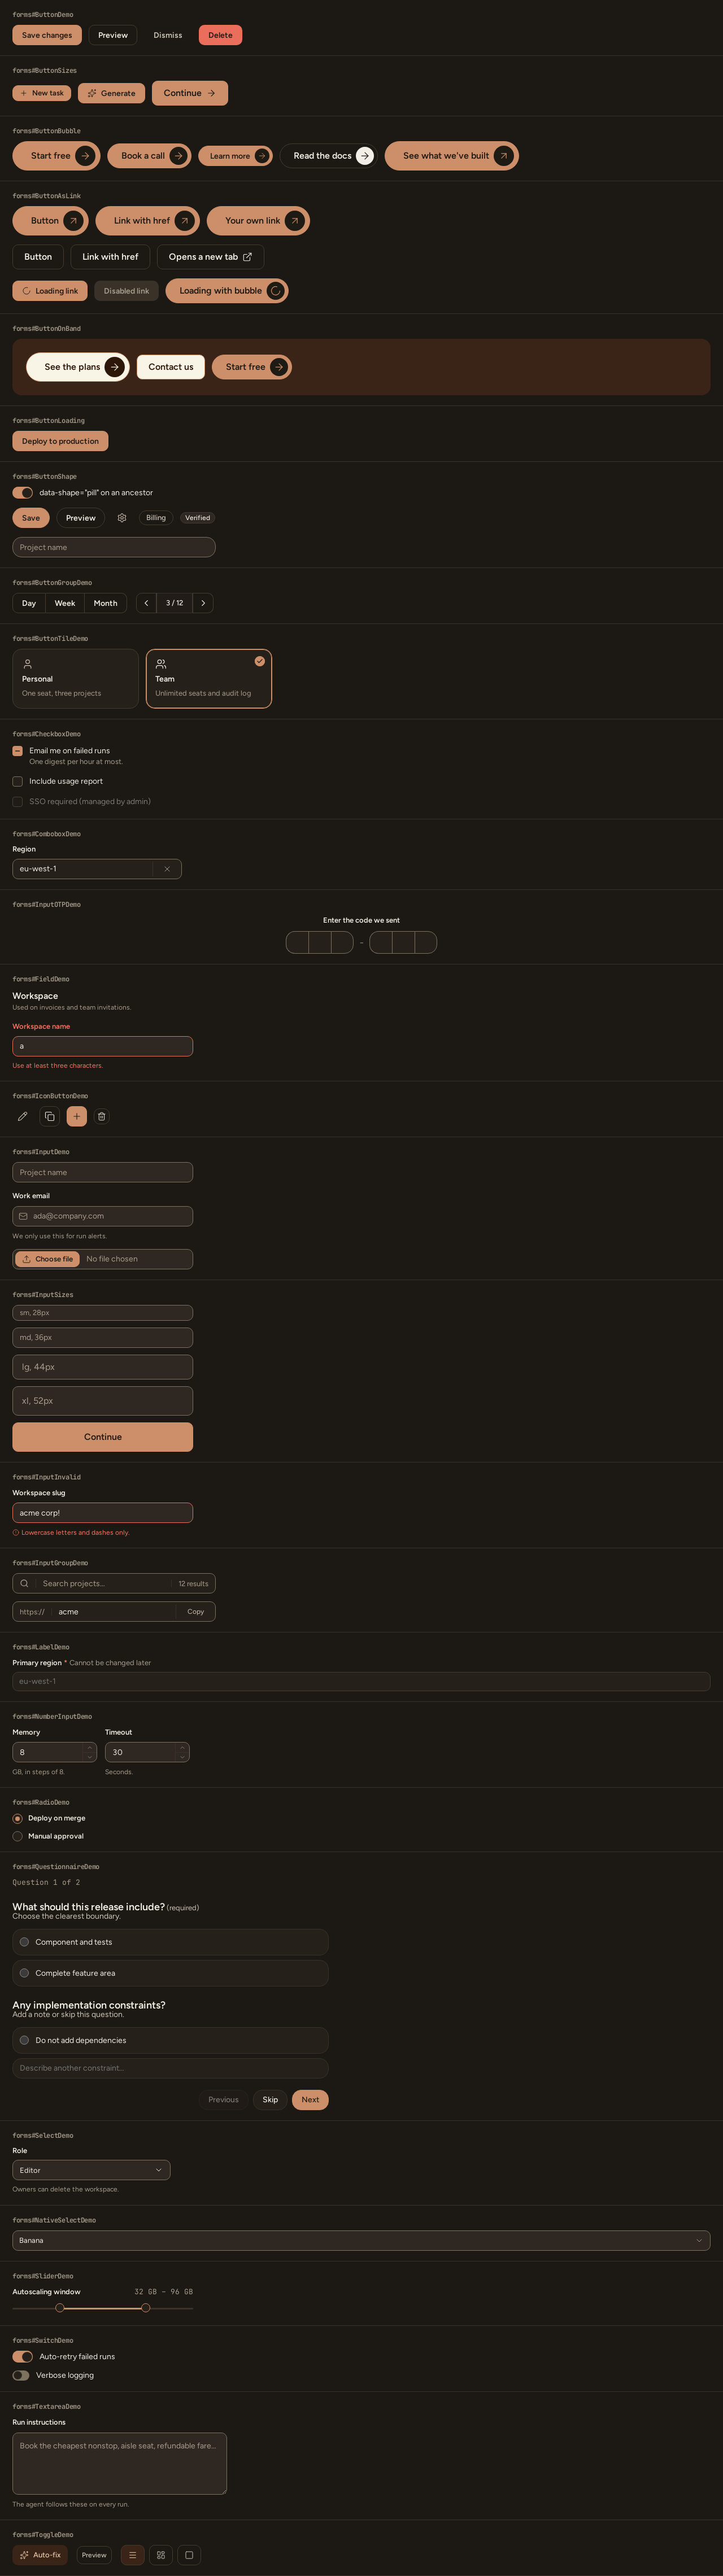 forms#ButtonDemo
Save changes Preview Dismiss Delete
forms#ButtonSizes
New task Generate Continue
forms#ButtonBubble
Start free Book a call Learn more Read the docs See what we've built
forms#ButtonAsLink
Button Link with href Your own link
Button Link with href Opens a new tab
Loading link Disabled link Loading with bubble
forms#ButtonOnBand
See the plans Contact us Start free
forms#ButtonLoading
Deploy to production
forms#ButtonShape
data-shape="pill" on an ancestor
Save Preview Billing Verified
Project name
forms#ButtonGroupDemo
Day Week Month 3 / 12
forms#ButtonTileDemo
Personal
One seat, three projects
Team
Unlimited seats and audit log
forms#CheckboxDemo
Email me on failed runs
One digest per hour at most.
Include usage report
SSO required (managed by admin)
forms#ComboboxDemo
Region
eu-west-1
forms#InputOTPDemo
Enter the code we sent
-
forms#FieldDemo
Workspace
Used on invoices and team invitations.
Workspace name
a
Use at least three characters.
forms#IconButtonDemo
forms#InputDemo
Project name
Work email
ada@company.com
We only use this for run alerts.
Choose file No file chosen
forms#InputSizes
sm, 28px
md, 36px
lg, 44px
xl, 52px
Continue
forms#InputInvalid
Workspace slug
acme corp!
Lowercase letters and dashes only.
forms#InputGroupDemo
Search projects... 12 results
https:// acme Copy
forms#LabelDemo
Primary region * Cannot be changed later
eu-west-1
forms#NumberInputDemo
Memory Timeout
8 30
GB, in steps of 8. Seconds.
forms#RadioDemo
Deploy on merge
Manual approval
forms#QuestionnaireDemo
Question 1 of 2
What should this release include? (required)
Choose the clearest boundary.
Component and tests
Complete feature area
Any implementation constraints?
Add a note or skip this question.
Do not add dependencies
Describe another constraint...
Previous Skip Next
forms#SelectDemo
Role
Editor
Owners can delete the workspace.
forms#NativeSelectDemo
Banana
forms#SliderDemo
Autoscaling window 32 GB – 96 GB
forms#SwitchDemo
Auto-retry failed runs
Verbose logging
forms#TextareaDemo
Run instructions
Book the cheapest nonstop, aisle seat, refundable fare...
The agent follows these on every run.
forms#ToggleDemo
Auto-fix Preview